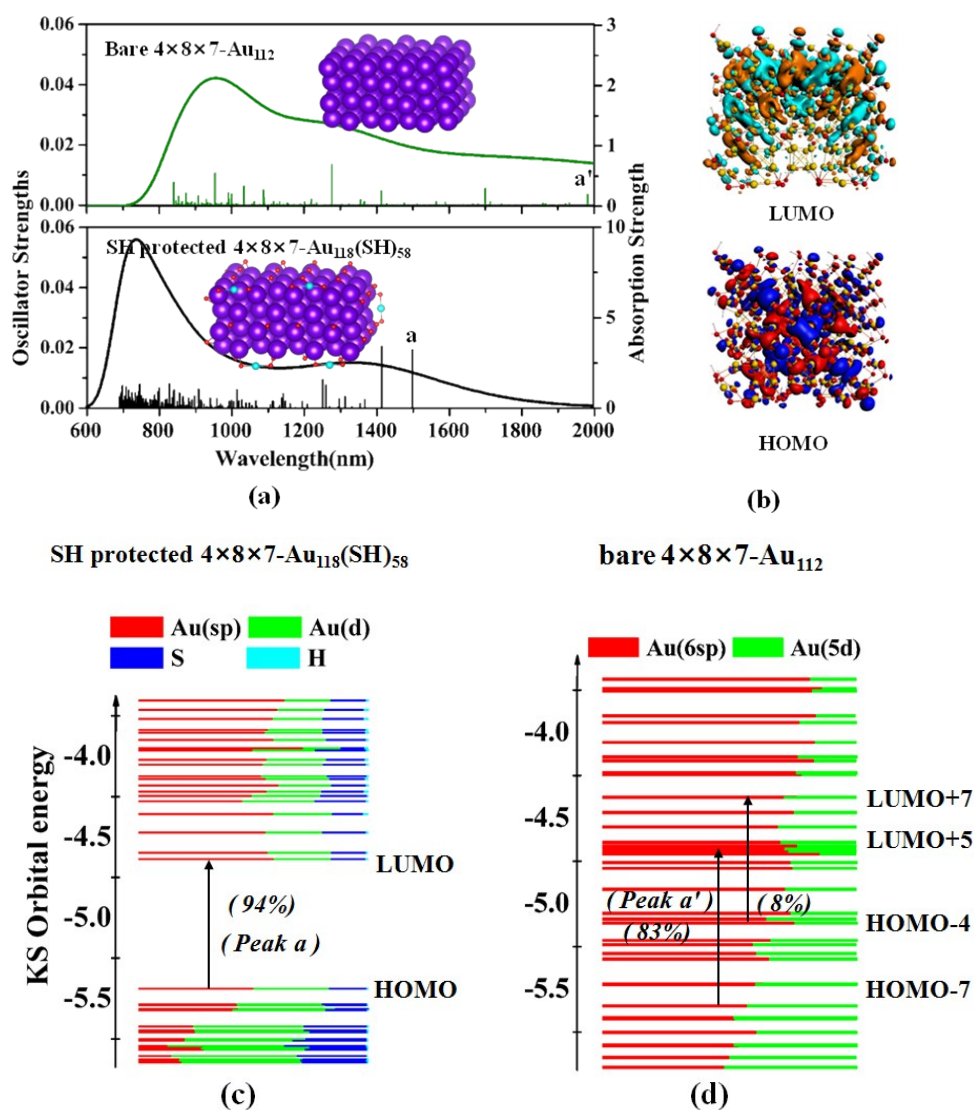 Bare 4×8×7-Au112
SH protected 4×8×7-Au118(SH)58
Oscillator Strengths
Absorption Strength
0.06
0.04
0.02
0.00
3
2
1
0
a'
0.06
0.04
0.02
0.00
10
5
0
a
600 800 1000 1200 1400 1600 1800 2000
Wavelength(nm)
(a)
LUMO
HOMO
(b)
SH protected 4×8×7-Au118(SH)58
Au(sp) Au(d)
S H
KS Orbital energy
-4.0
-4.5
-5.0
-5.5
LUMO
(94%)
(Peak a)
HOMO
(c)
bare 4×8×7-Au112
Au(6sp) Au(5d)
-4.0
-4.5
-5.0
-5.5
LUMO+7
LUMO+5
(Peak a') (8%)
(83%)
HOMO-4
HOMO-7
(d)